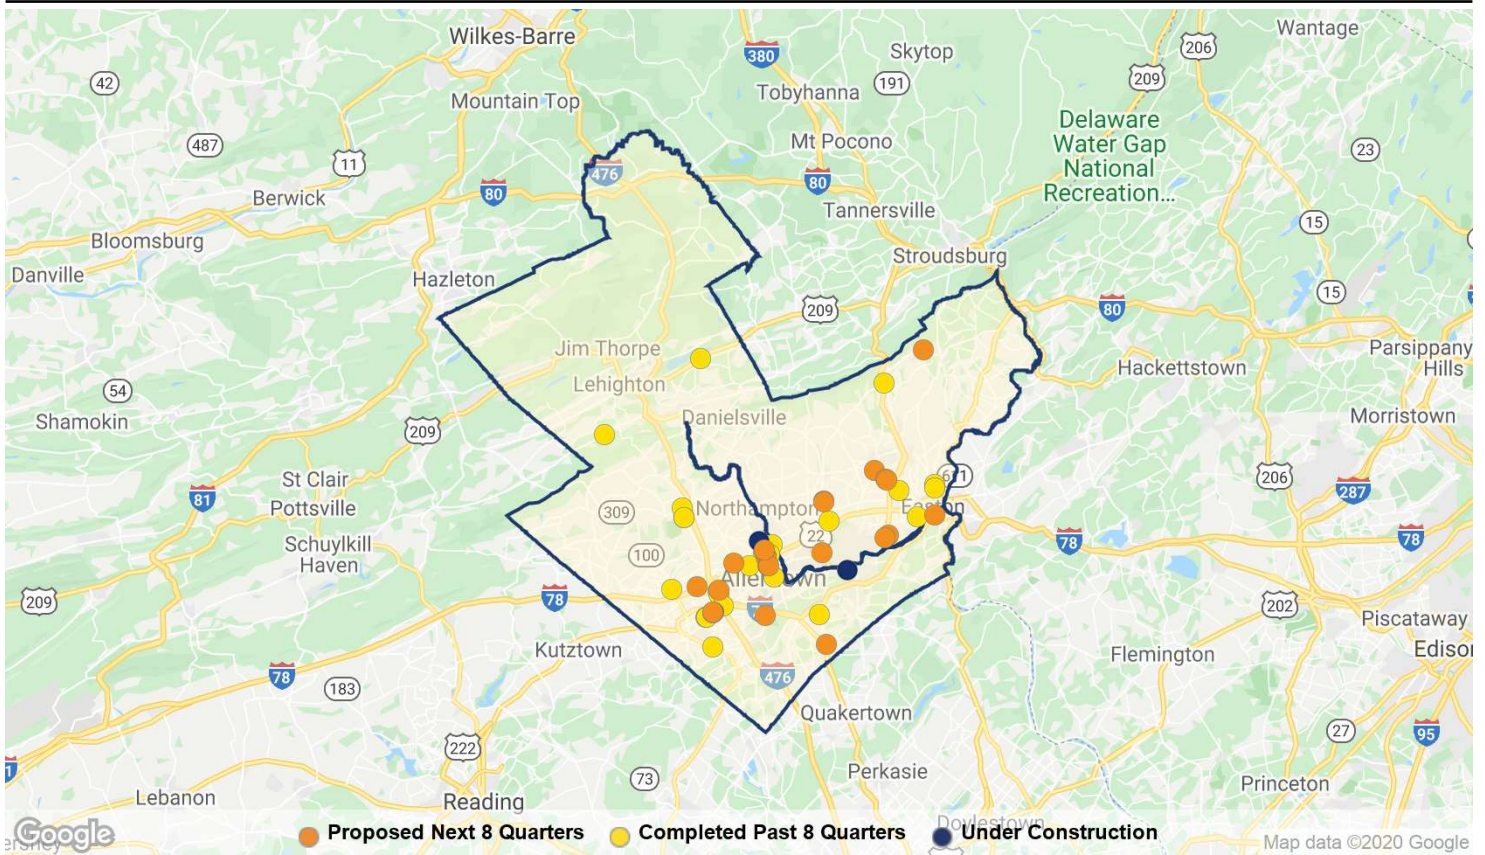 Wantage
Wilkes-Barre
206
Skytop
380
209
42
191
Tobyhanna
Mountain Top
Delaware
Water Gap
National
Recreation...
487
Mt Pocono
23
11
476
80
80
Berwick
Tannersville
15
Bloomsburg
Stroudsburg
Danville
Hazleton
15
209
80
Jim Thorpe
Parsippany
Hills
Hackettstown
Lehighton
54
Danielsville
Morristown
Shamokin
209
St Clair
206
287
81
Pottsville
309
Northampton
Easton
22
78
78
Schuylkill
Haven
100
Allentown
78
209
202
Piscataway
Kutztown
Flemington
78
476
183
Quakertown
27
95
222
73
Perkasie
Princeton
Lebanon
Reading
Doylestown
Google
Proposed Next 8 Quarters
Completed Past 8 Quarters
Under Construction
Map data ©2020 Google